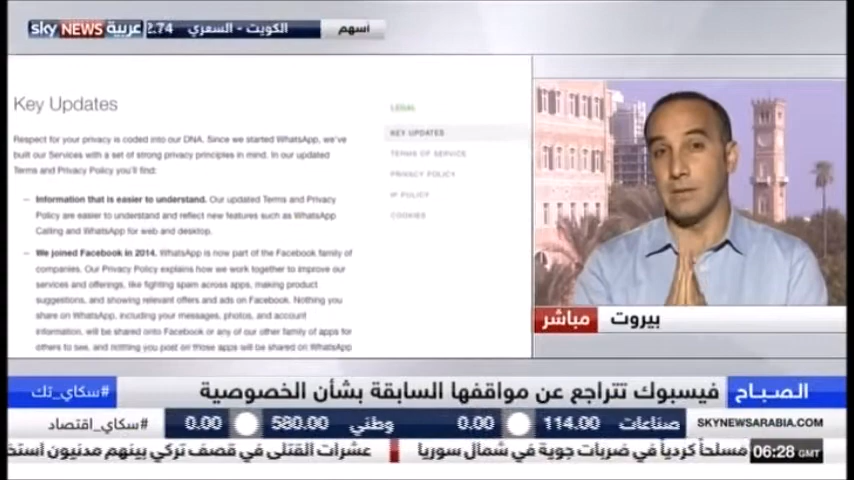 sky NEWS عربية
2.74 الكويت - السعري
أسهم
Key Updates
Respect for your privacy is coded into our DNA. Since we started WhatsApp, we've
built our Services with a set of strong privacy principles in mind. In our updated
Terms and Privacy Policy you'll find:
– Information that is easier to understand. Our updated Terms and Privacy
Policy are easier to understand and reflect new features such as WhatsApp
Calling and WhatsApp for web and desktop.
– We joined Facebook in 2014. WhatsApp is now part of the Facebook family of
companies. Our Privacy Policy explains how we work together to improve our
services and offerings, like fighting spam across apps, making product
suggestions, and showing relevant offers and ads on Facebook. Nothing you
share on WhatsApp, including your messages, photos, and account
information, will be shared onto Facebook or any of our other family of apps for
others to see, and nothing you post on those apps will be shared on WhatsApp
LEGAL
KEY UPDATES
TERMS OF SERVICE
PRIVACY POLICY
IP POLICY
COOKIES
مباشر بيروت
الصباح
فيسبوك تتراجع عن مواقفها السابقة بشأن الخصوصية
#سكاي_تك
SKYNEWSARABIA.COM
صناعات 114.00 0.00 وطني 580.00 0.00
#سكاي_اقتصاد
06:28 GMT
مسلحاً كردياً في ضربات جوية في شمال سوريا
عشرات القتلى في قصف تركي بينهم مدنيون